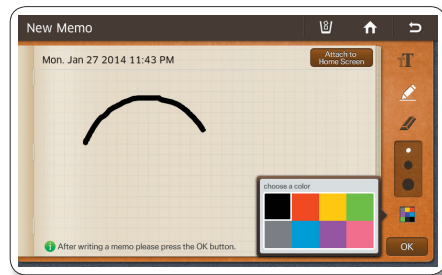 New Memo
Mon. Jan 27 2014 11:43 PM
Attach to
Home Screen
T
choose a color
After writing a memo please press the OK button.
OK